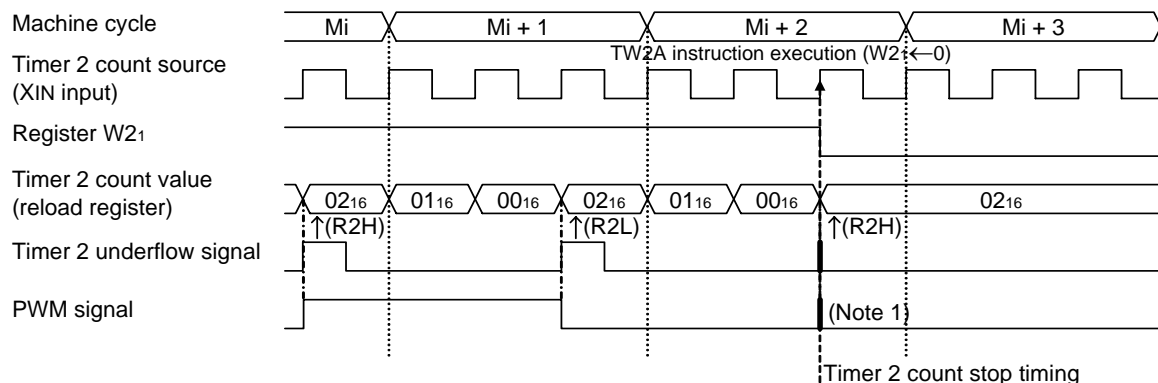 Machine cycle
Mi Mi + 1 Mi + 2 Mi + 3
TW2A instruction execution (W21←0)
Timer 2 count source
(XIN input)
Register W21
Timer 2 count value
(reload register)
0216 0116 0016 0216 0116 0016 0216
↑(R2H) ↑(R2L) ↑(R2H)
Timer 2 underflow signal
PWM signal
(Note 1)
Timer 2 count stop timing